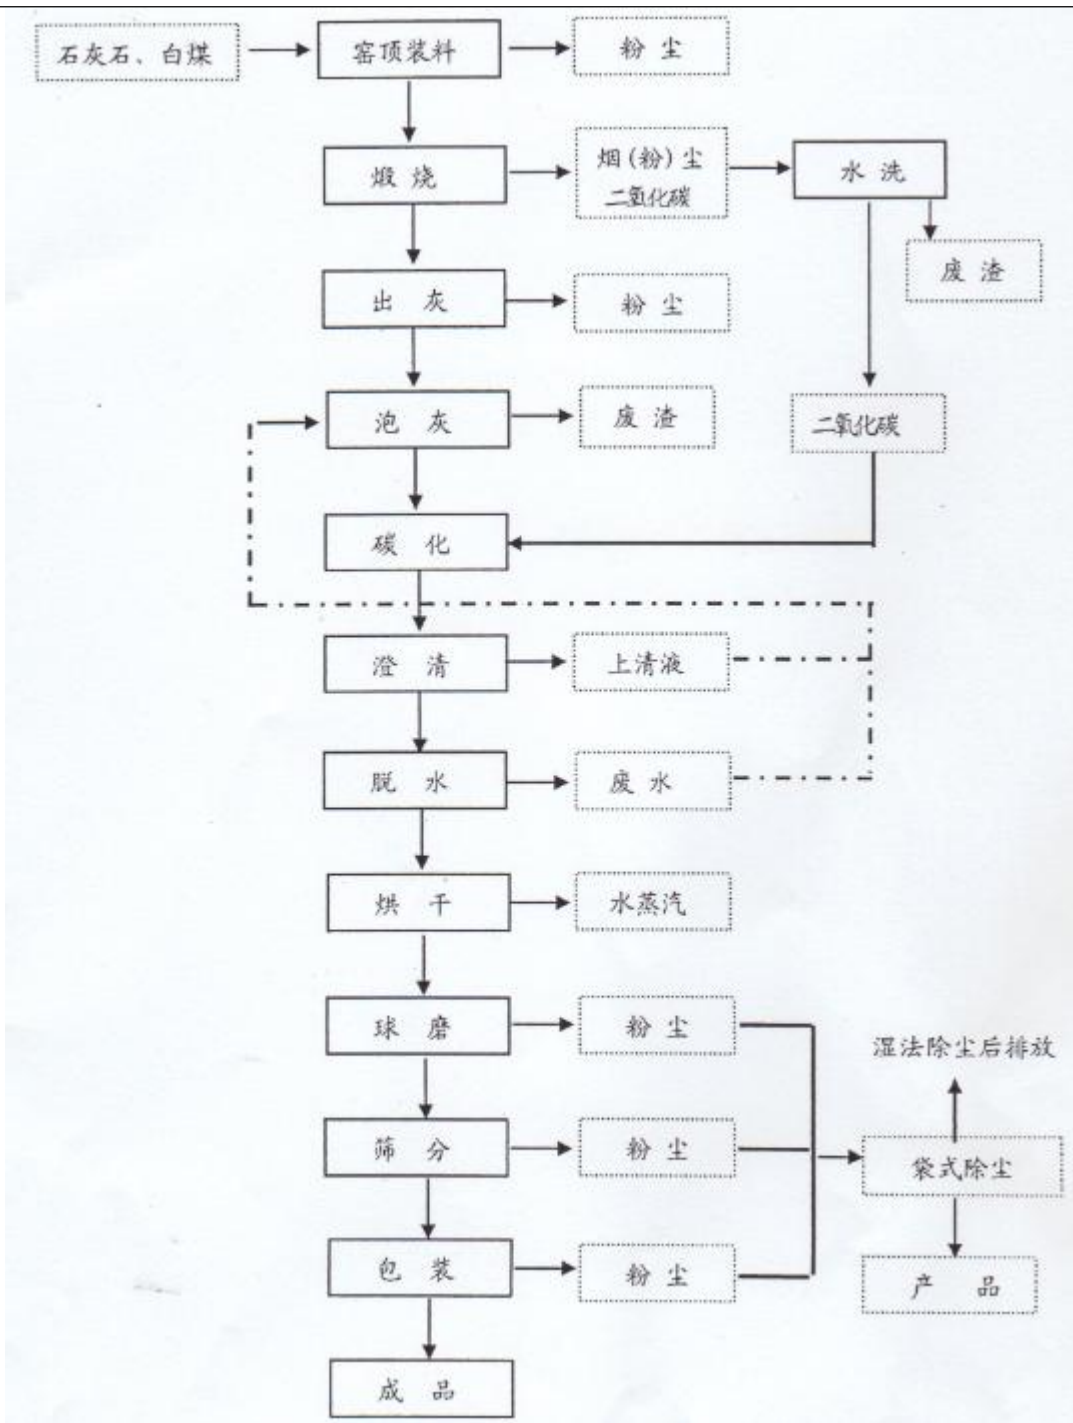 石灰石、白煤
窑顶装料
粉尘
煅烧
烟(粉)尘
二氧化碳
水洗
废渣
出灰
粉尘
泡灰
废渣
二氧化碳
碳化
澄清
上清液
脱水
废水
烘干
水蒸汽
球磨
粉尘
湿法除尘后排放
筛分
粉尘
袋式除尘
包装
粉尘
产品
成品